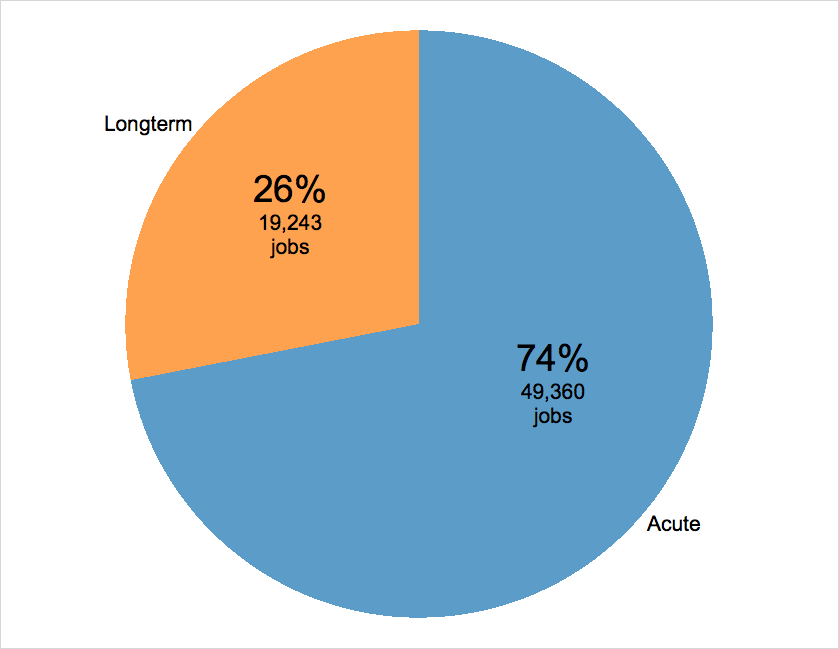 Longterm
26%
19,243
jobs
74%
49,360
jobs
Acute